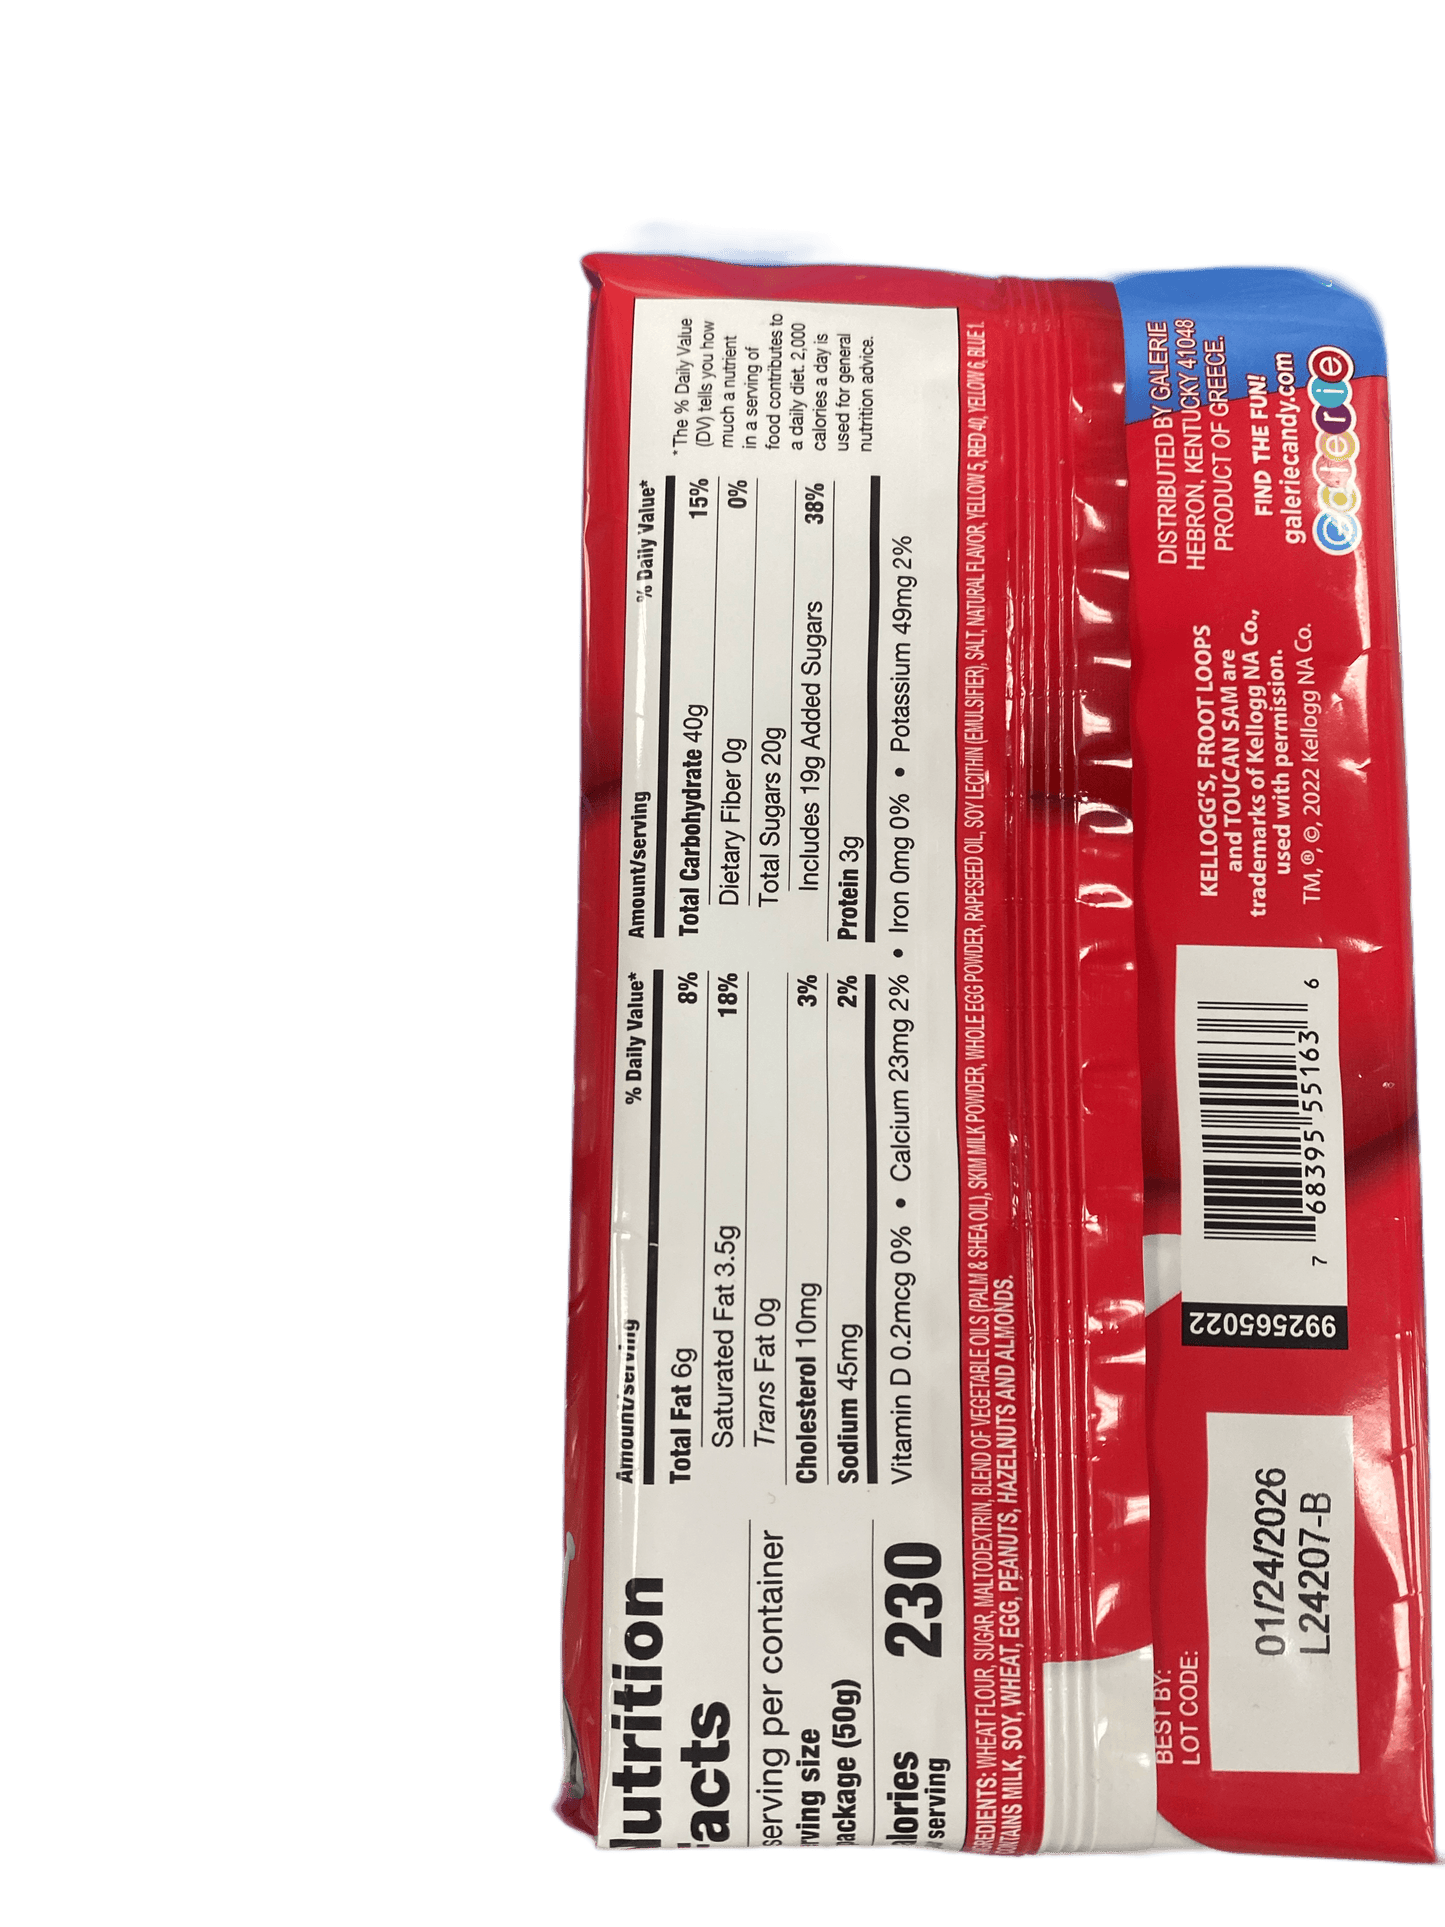 utrition
acts
serving per container
rving size
ackage (50g)
alories
serving
230
Amount/serving % Daily Value*
Total Fat 6g 8%
Saturated Fat 3.5g 18%
Trans Fat 0g
Cholesterol 10mg 3%
Sodium 45mg 2%
Amount/serving % Daily Value*
Total Carbohydrate 40g 15%
Dietary Fiber 0g 0%
Total Sugars 20g
Includes 19g Added Sugars 38%
Protein 3g
Vitamin D 0.2mcg 0% • Calcium 23mg 2% • Iron 0mg 0% • Potassium 49mg 2%
*The % Daily Value
(DV) tells you how
much a nutrient
in a serving of
food contributes to
a daily diet. 2,000
calories a day is
used for general
nutrition advice.
REDIENTS: WHEAT FLOUR, SUGAR, MALTODEXTRIN, BLEND OF VEGETABLE OILS (PALM & SHEA OIL), SKIM MILK POWDER, WHOLE EGG POWDER, RAPESEED OIL, SOY LECITHIN (EMULSIFIER), SALT, NATURAL FLAVOR, YELLOW 5, RED 40, YELLOW 6, BLUE 1.
ONTAINS MILK, SOY, WHEAT, EGG, PEANUTS, HAZELNUTS AND ALMONDS.
BEST BY:
LOT CODE:
01/24/2026
L24207-B
992565022
7 68395 55163 6
KELLOGG'S, FROOT LOOPS
and TOUCAN SAM are
trademarks of Kellogg NA Co.,
used with permission.
TM, ®, ©, 2022 Kellogg NA Co.
DISTRIBUTED BY GALERIE
HEBRON, KENTUCKY 41048
PRODUCT OF GREECE.
FIND THE FUN!
galeriecandy.com
Galerie